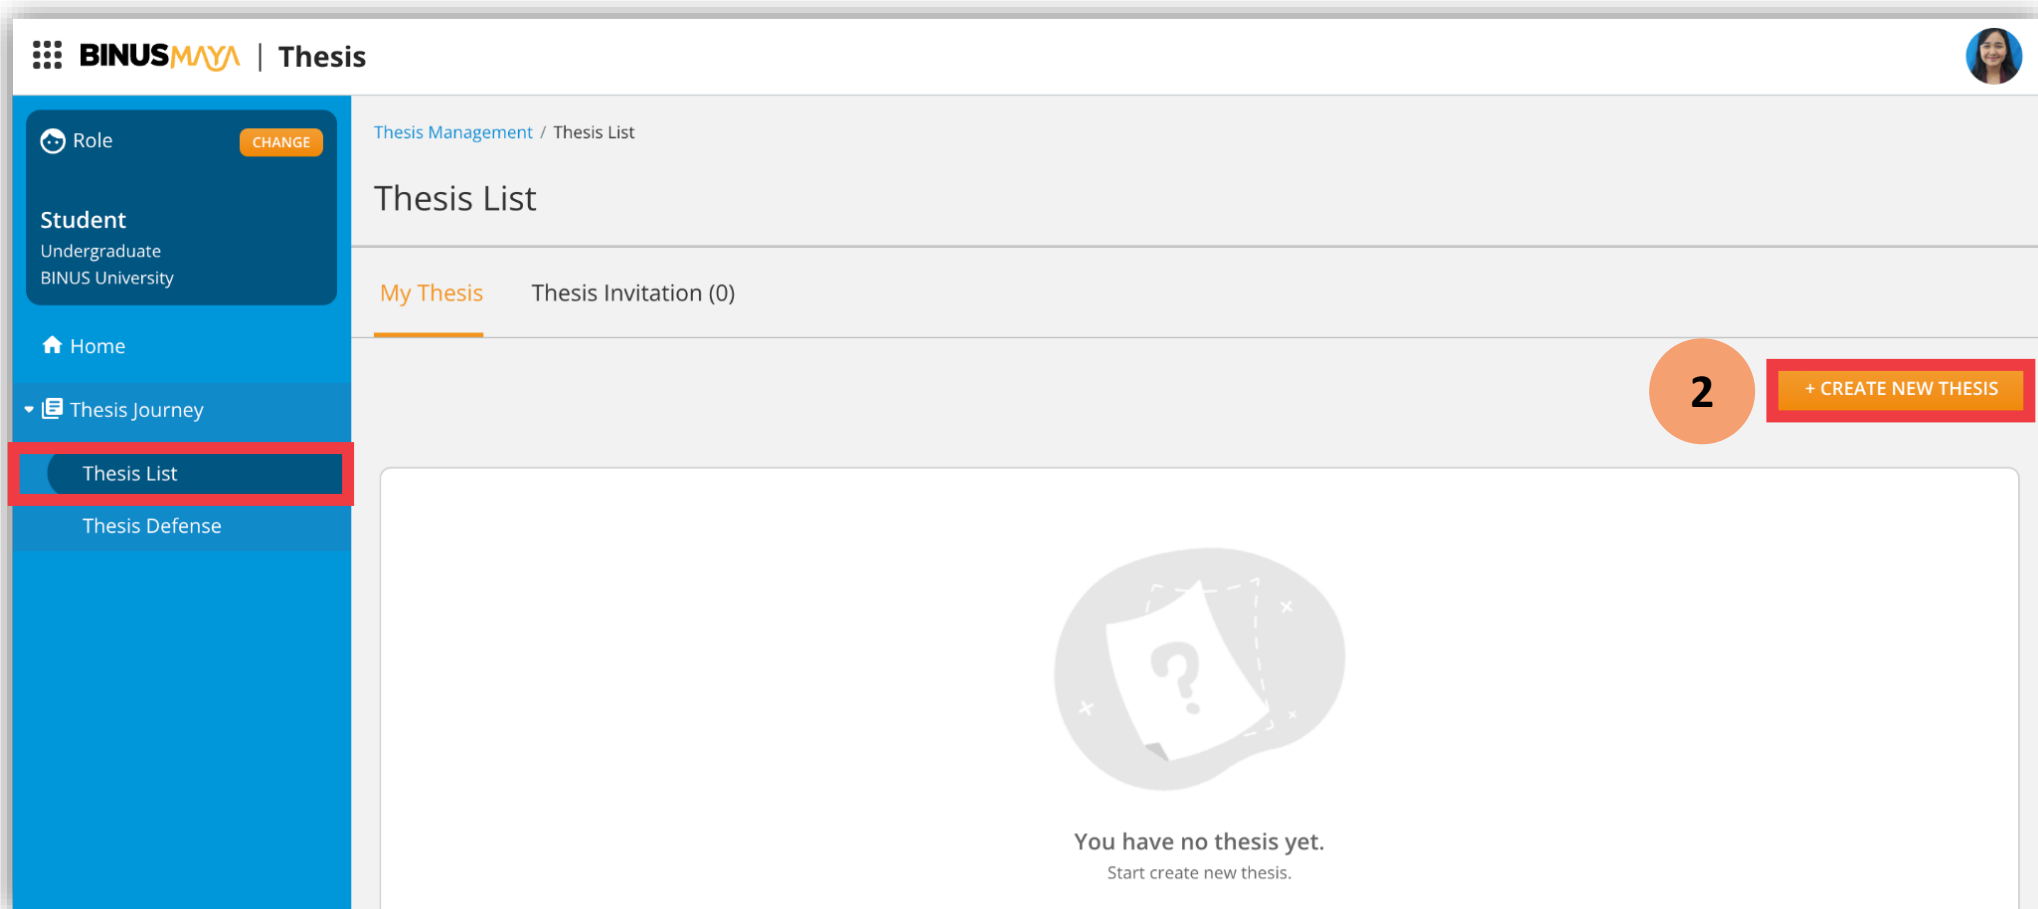 BINUSMAYA | Thesis
Role
CHANGE
Student
Undergraduate
BINUS University
Home
Thesis Journey
Thesis List
Thesis Defense
Thesis Management / Thesis List
Thesis List
My Thesis
Thesis Invitation (0)
2
+ CREATE NEW THESIS
?
You have no thesis yet.
Start create new thesis.